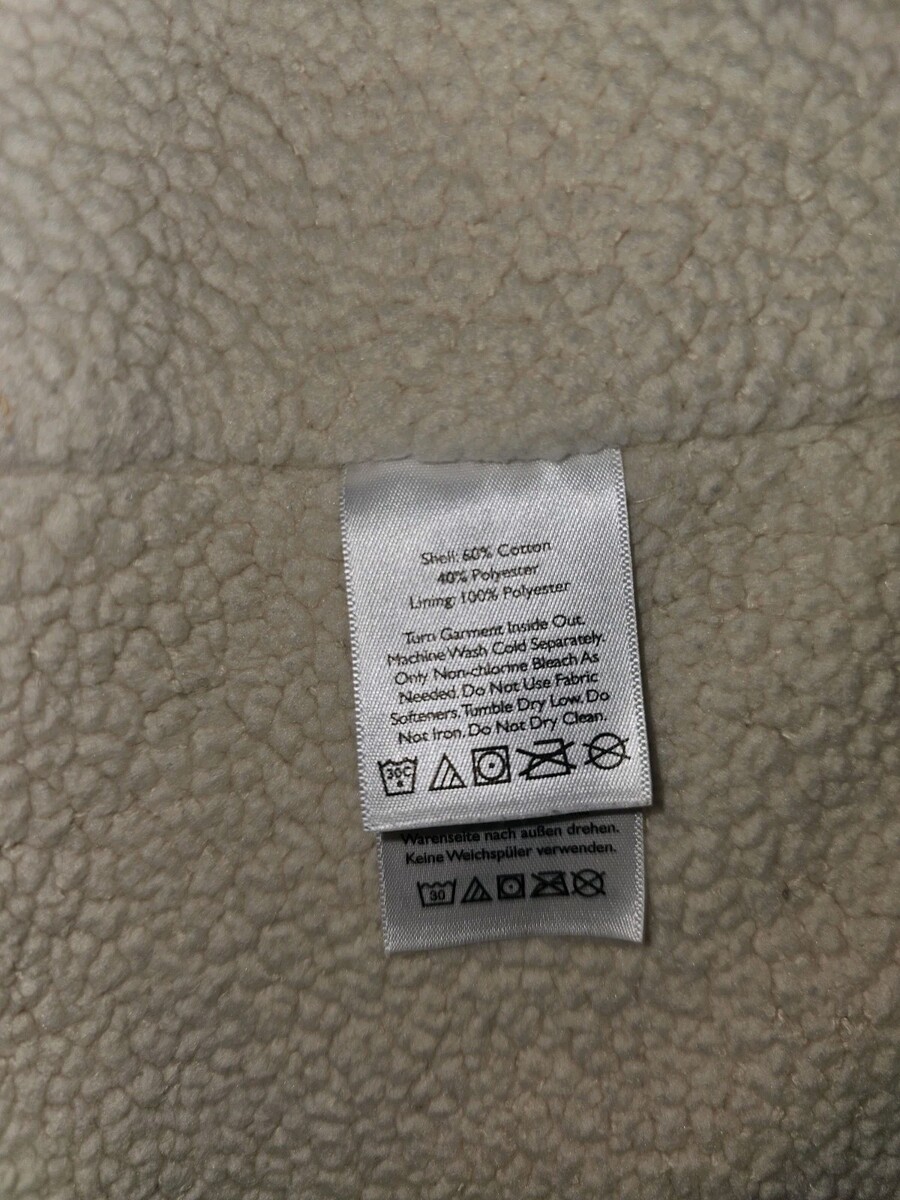 Shell: 60% Cotton
40% Polyester
Lining: 100% Polyester
Turn Garment Inside Out.
Machine Wash Cold Separately.
Only Non-chlorine Bleach As
Needed. Do Not Use Fabric
Softeners. Tumble Dry Low. Do
Not Iron. Do Not Dry Clean.
30C
Warenseite nach außen drehen.
Keine Weichspüler verwenden.
30